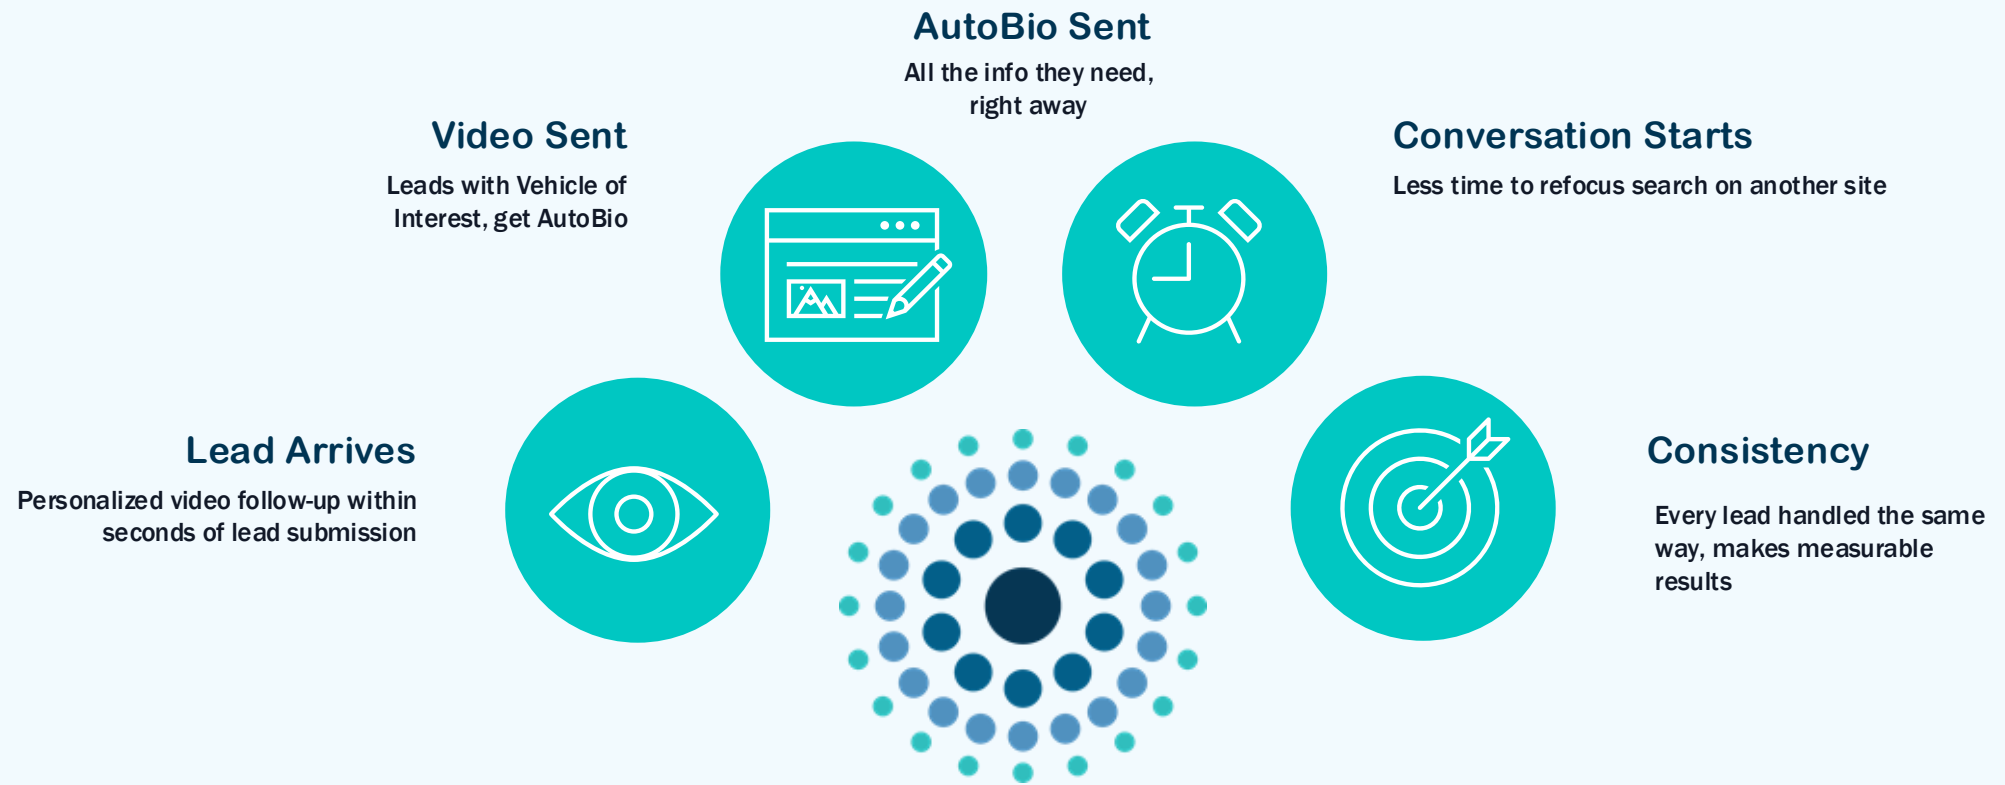 Lead Arrives
Personalized video follow-up within
seconds of lead submission
Video Sent
Leads with Vehicle of
Interest, get AutoBio
AutoBio Sent
All the info they need,
right away
Conversation Starts
Less time to refocus search on another site
Consistency
Every lead handled the same
way, makes measurable
results